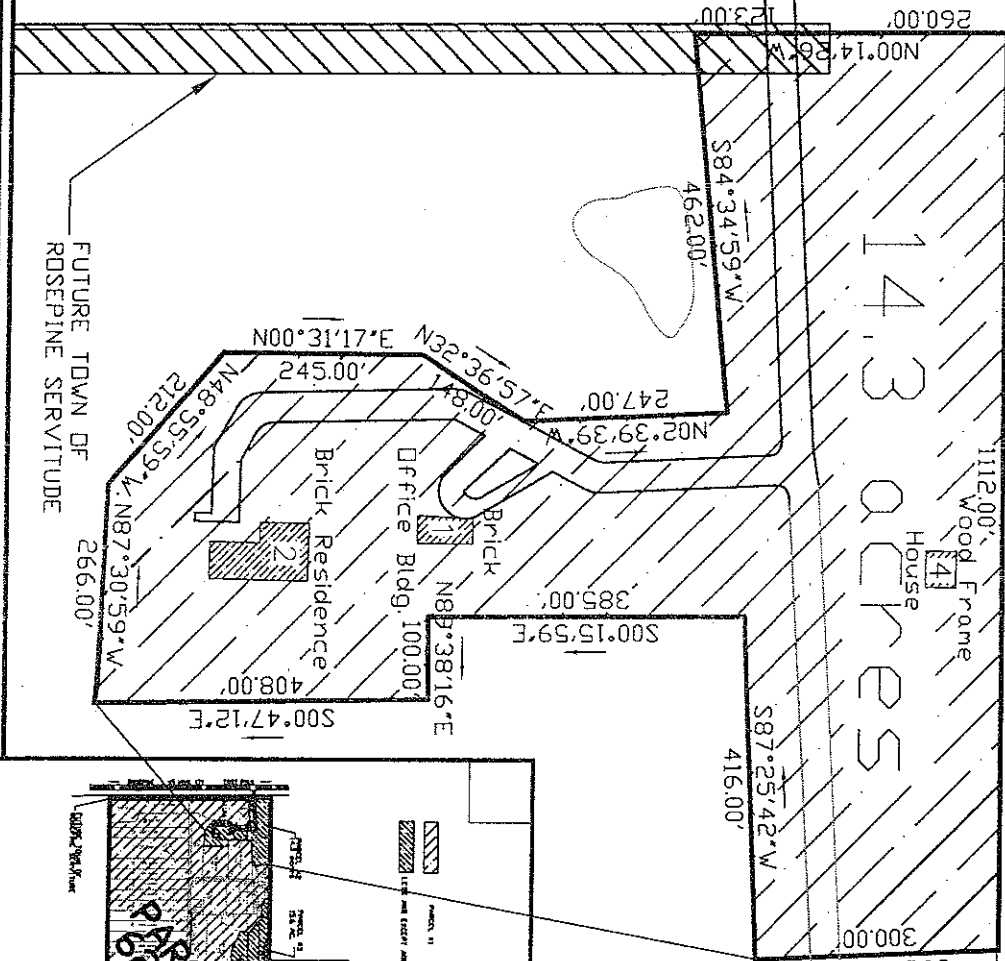 123.00'
260.00'
N00°14'26"W
1112.00'
Wood Frame
House
4
14.3 acres
S84°34'59"W
462.00'
N00°31'17"E
245.00'
N32°36'57"E
148.00'
247.00'
N02°39'39"W
N48°55'59"W
212.00'
N87°30'59"W
266.00'
FUTURE TOWN OF
ROSEPINE SERVITUDE
Brick
Office Bldg.
1
Brick Residence
2
100.00'
385.00'
S00°15'59"E
408.00'
S00°47'12"E
S87°25'42"W
416.00'
300.00'